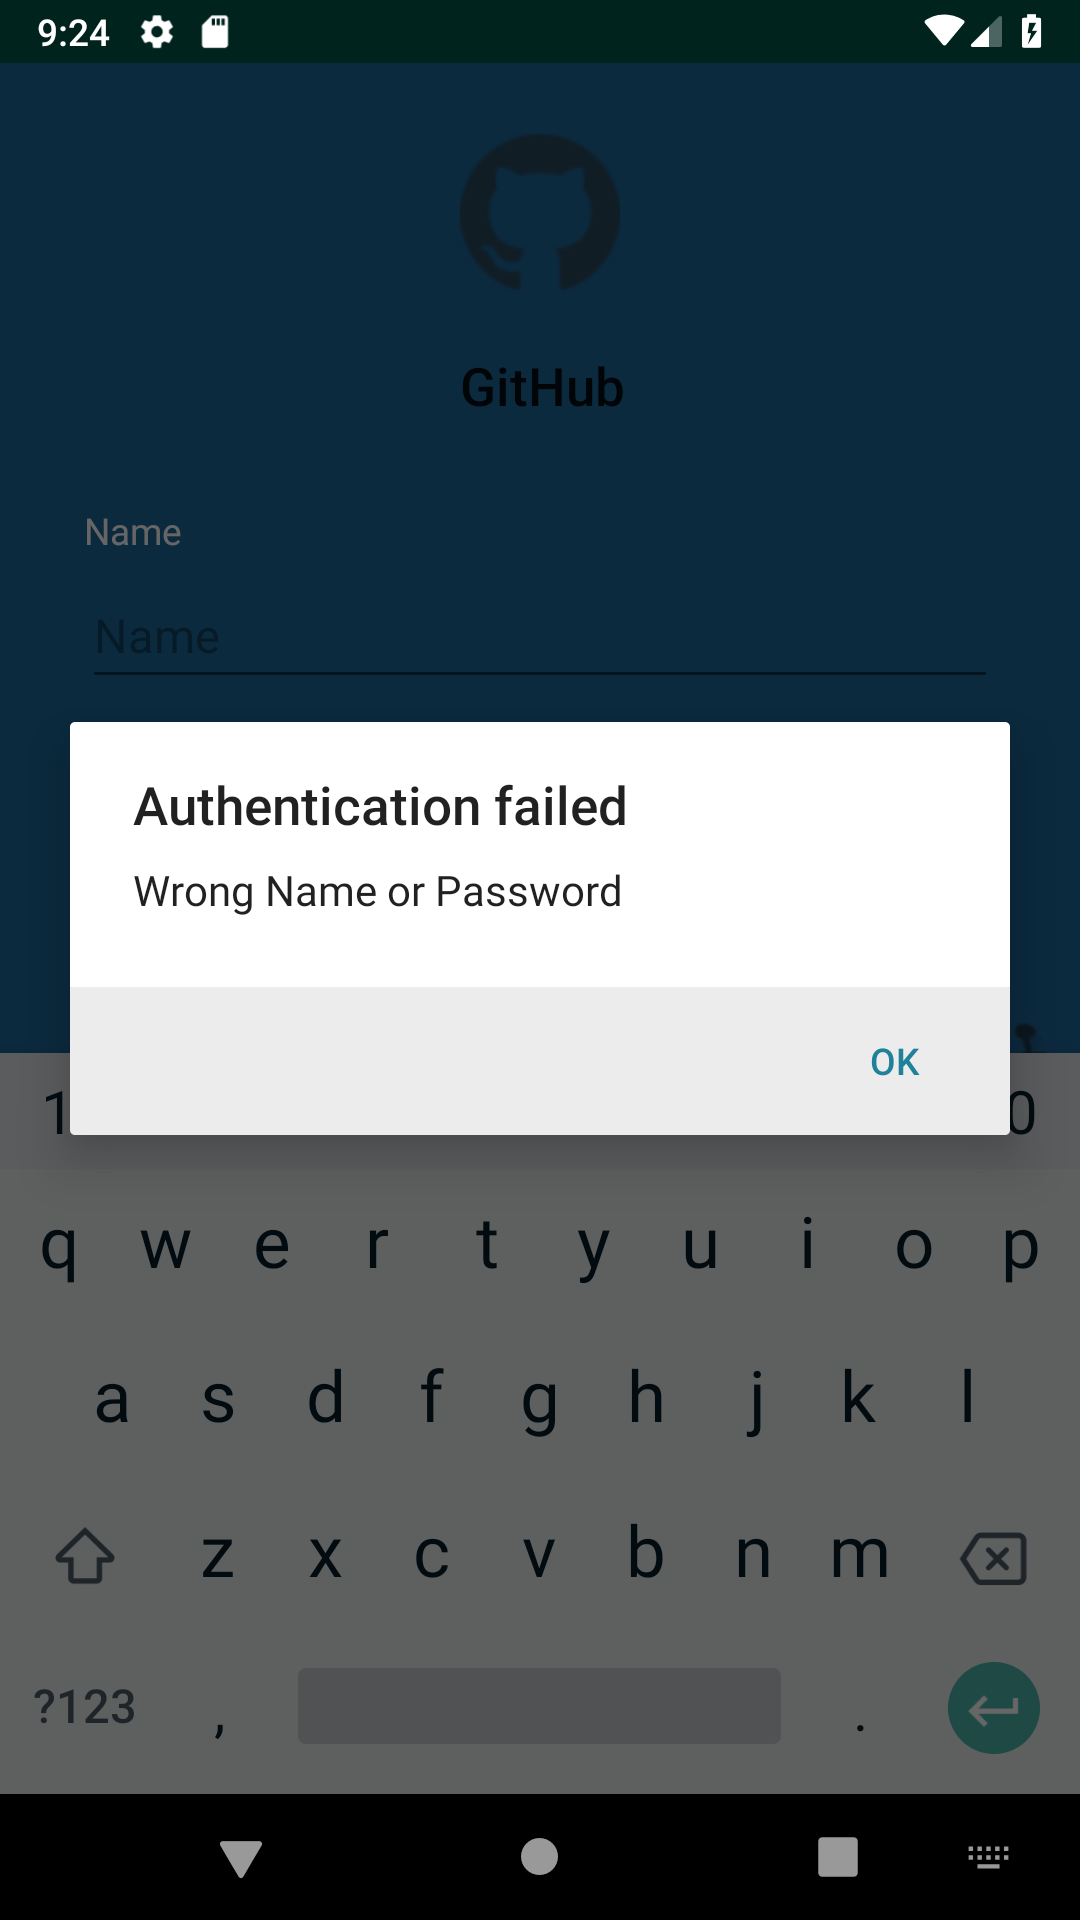 9:24
GitHub
Name
Name
Authentication failed
Wrong Name or Password
OK
1 0
q w e r t y u i o p
a s d f g h j k l
z x c v b n m
?123 , .